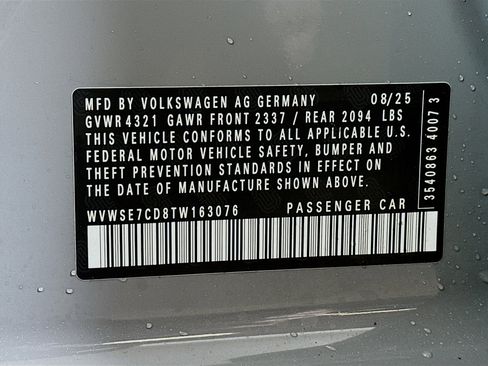 MFD BY VOLKSWAGEN AG GERMANY 08/25
GVWR 4321 GAWR FRONT 2337 / REAR 2094 LBS
THIS VEHICLE CONFORMS TO ALL APPLICABLE U.S.
FEDERAL MOTOR VEHICLE SAFETY, BUMPER AND
THEFT PREVENTION STANDARDS IN EFFECT ON
THE DATE OF MANUFACTURE SHOWN ABOVE.
WVWSE7CD8TW163076 PASSENGER CAR
3540863 4007 3